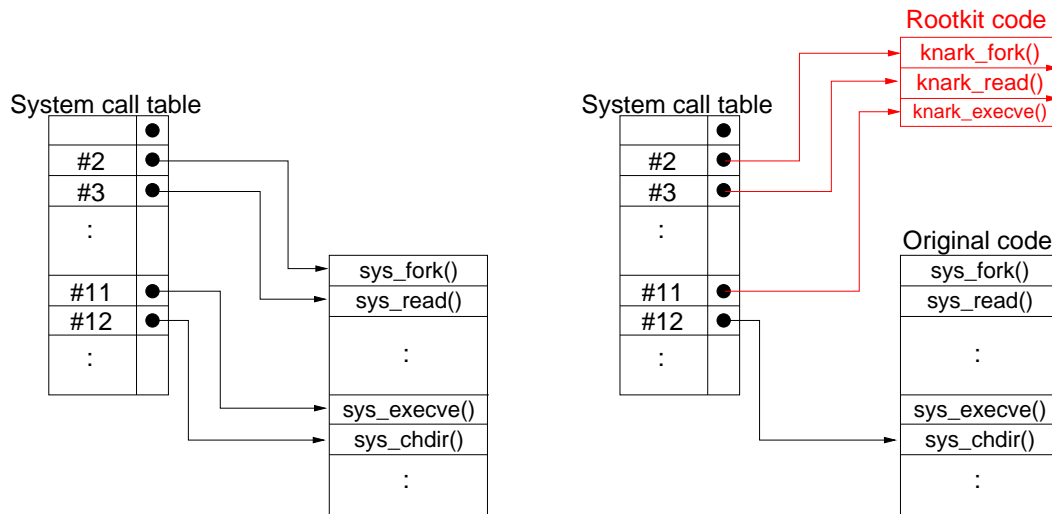 System call table
#2
#3
:
#11
#12
:
sys_fork()
sys_read()
:
sys_execve()
sys_chdir()
:
System call table
#2
#3
:
#11
#12
:
Rootkit code
knark_fork()
knark_read()
knark_execve()
Original code
sys_fork()
sys_read()
:
sys_execve()
sys_chdir()
: